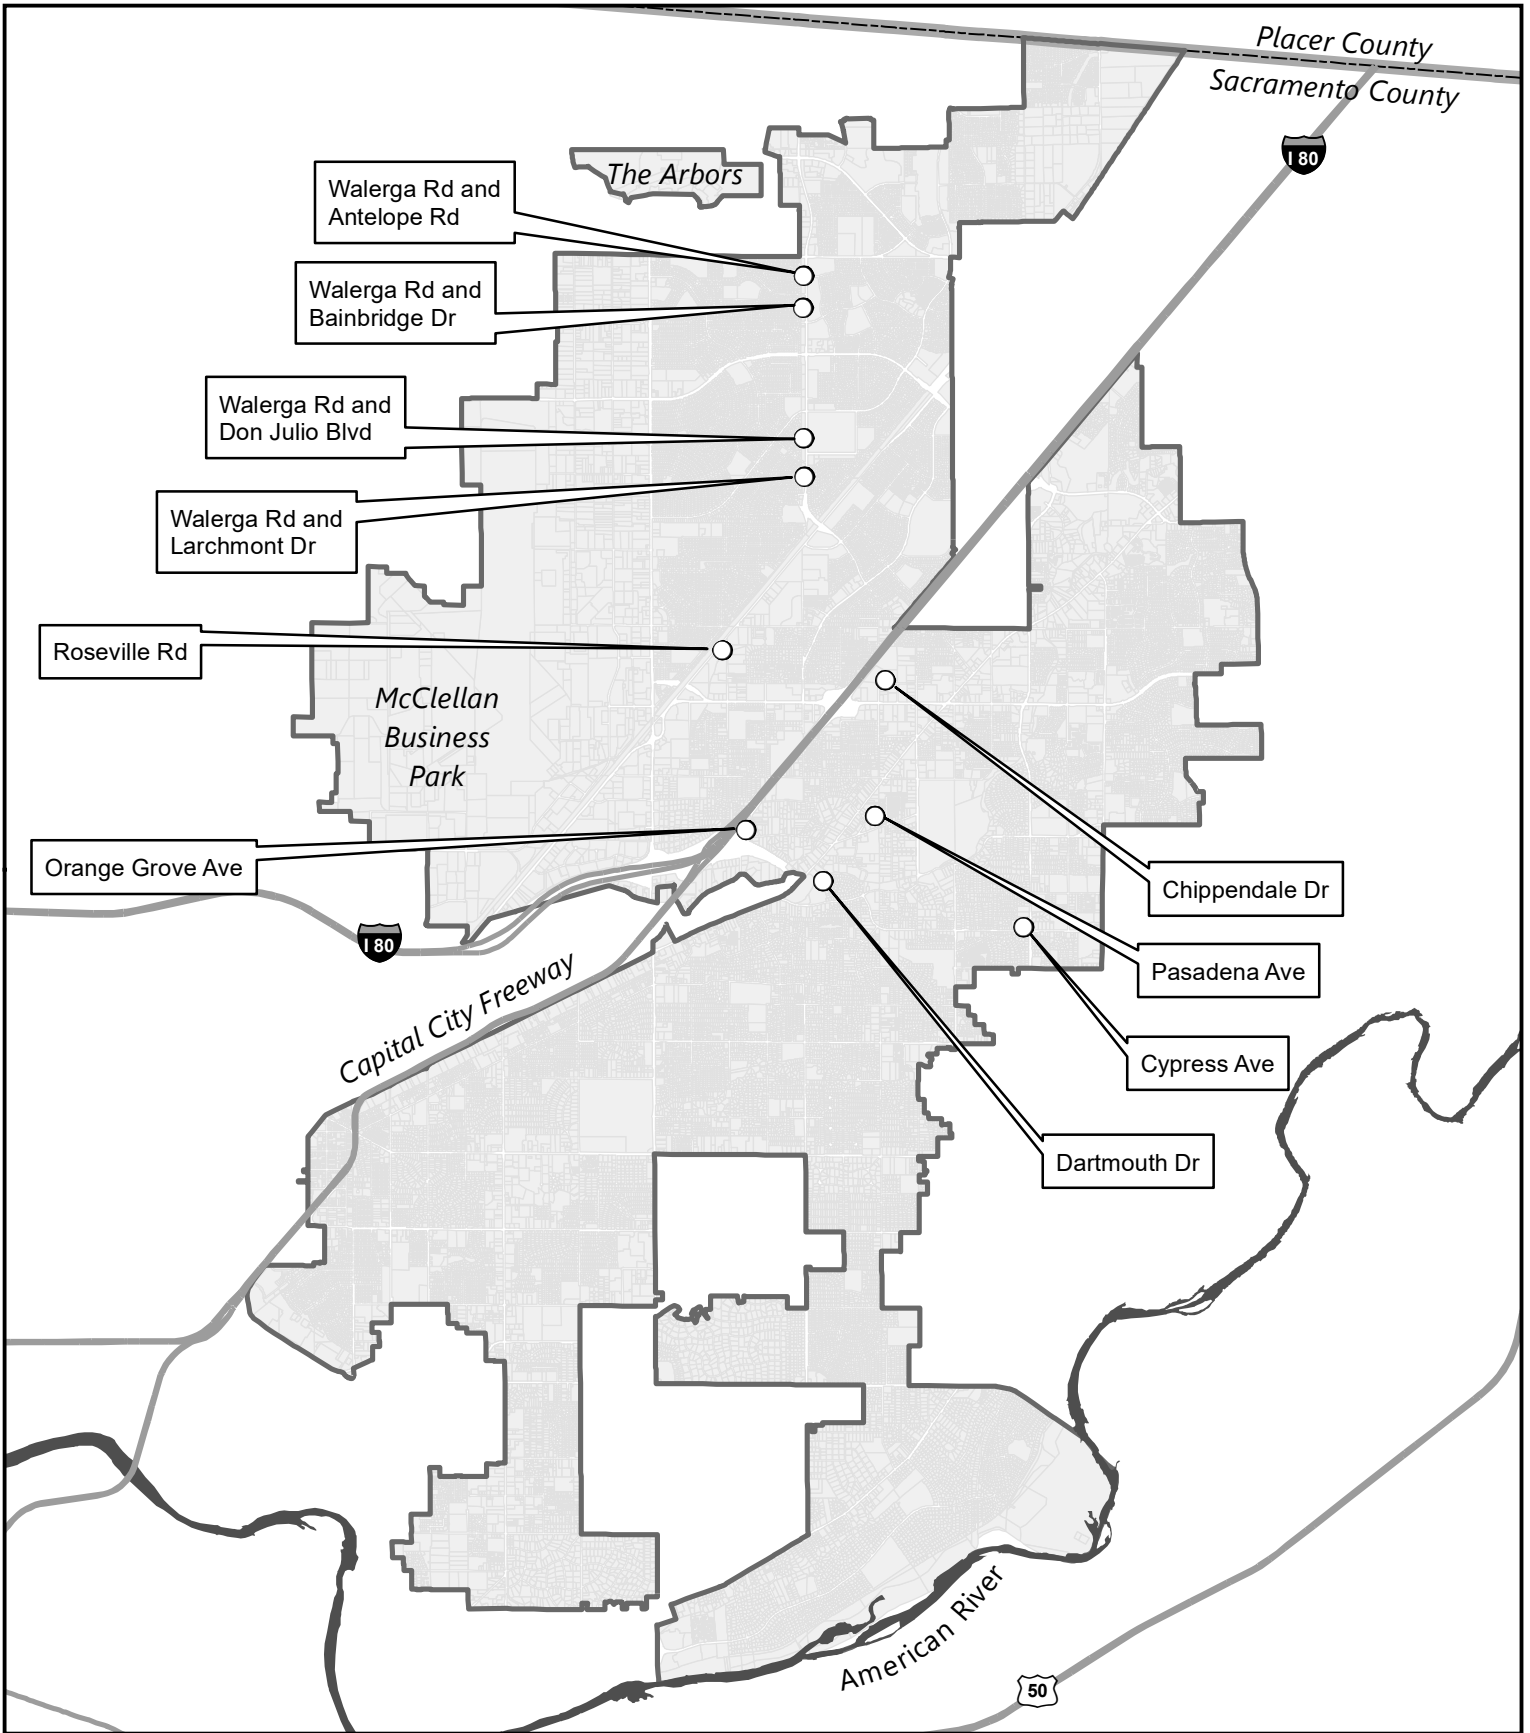 Placer County
Sacramento County
I 80
The Arbors
Walerga Rd and
Antelope Rd
Walerga Rd and
Bainbridge Dr
Walerga Rd and
Don Julio Blvd
Walerga Rd and
Larchmont Dr
Roseville Rd
McClellan
Business
Park
Orange Grove Ave
Chippendale Dr
I 80
Pasadena Ave
Capital City Freeway
Cypress Ave
Dartmouth Dr
American River
50